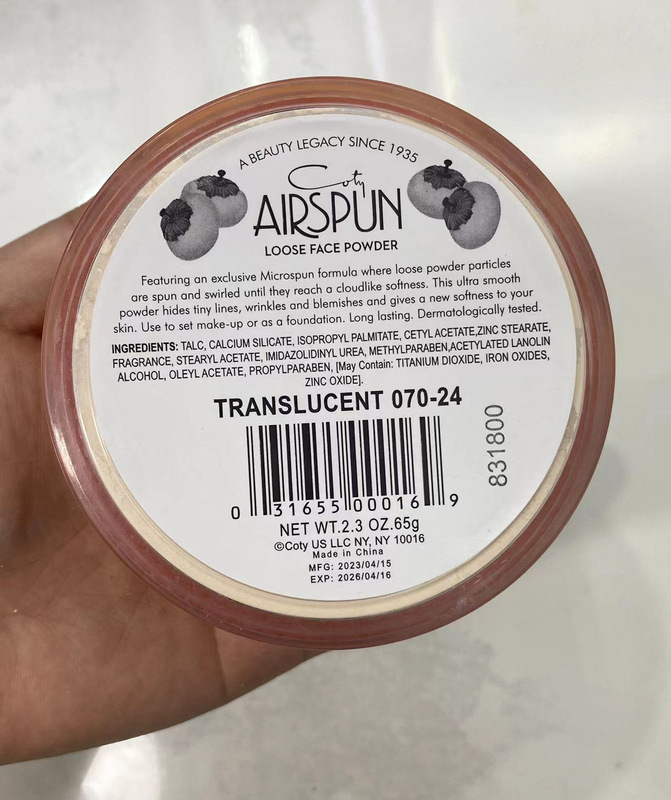 A BEAUTY LEGACY SINCE 1935
Coty
AIRSPUN
LOOSE FACE POWDER
Featuring an exclusive Microspun formula where loose powder particles
are spun and swirled until they reach a cloudlike softness. This ultra smooth
powder hides tiny lines, wrinkles and blemishes and gives a new softness to your
skin. Use to set make-up or as a foundation. Long lasting. Dermatologically tested.
INGREDIENTS: TALC, CALCIUM SILICATE, ISOPROPYL PALMITATE, CETYL ACETATE,ZINC STEARATE,
FRAGRANCE, STEARYL ACETATE, IMIDAZOLIDINYL UREA, METHYLPARABEN,ACETYLATED LANOLIN
ALCOHOL, OLEYL ACETATE, PROPYLPARABEN, [May Contain: TITANIUM DIOXIDE, IRON OXIDES,
ZINC OXIDE].
TRANSLUCENT 070-24
831800
0 31655 00016 9
NET WT.2.3 OZ.65g
©Coty US LLC NY, NY 10016
Made in China
MFG: 2023/04/15
EXP: 2026/04/16